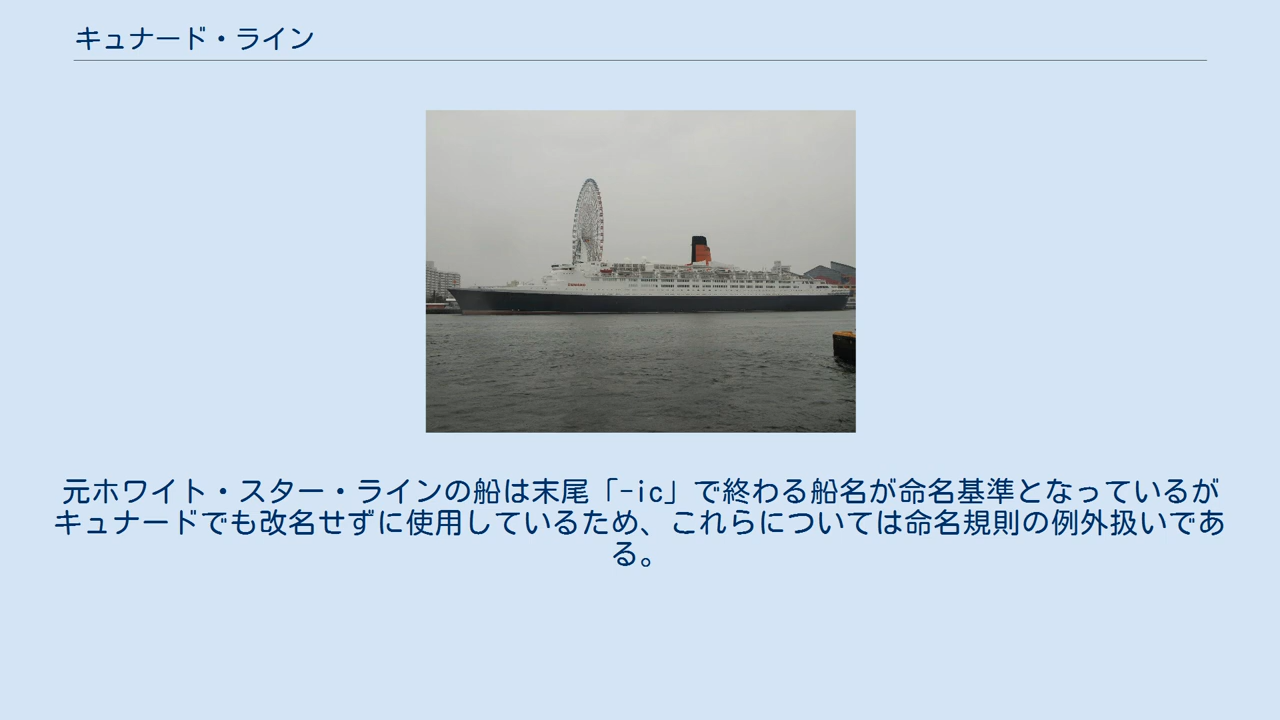 キュナード・ライン
元ホワイト・スター・ラインの船は末尾「-ic」で終わる船名が命名基準となっているが
キュナードでも改名せずに使用しているため、これらについては命名規則の例外扱いであ
る。